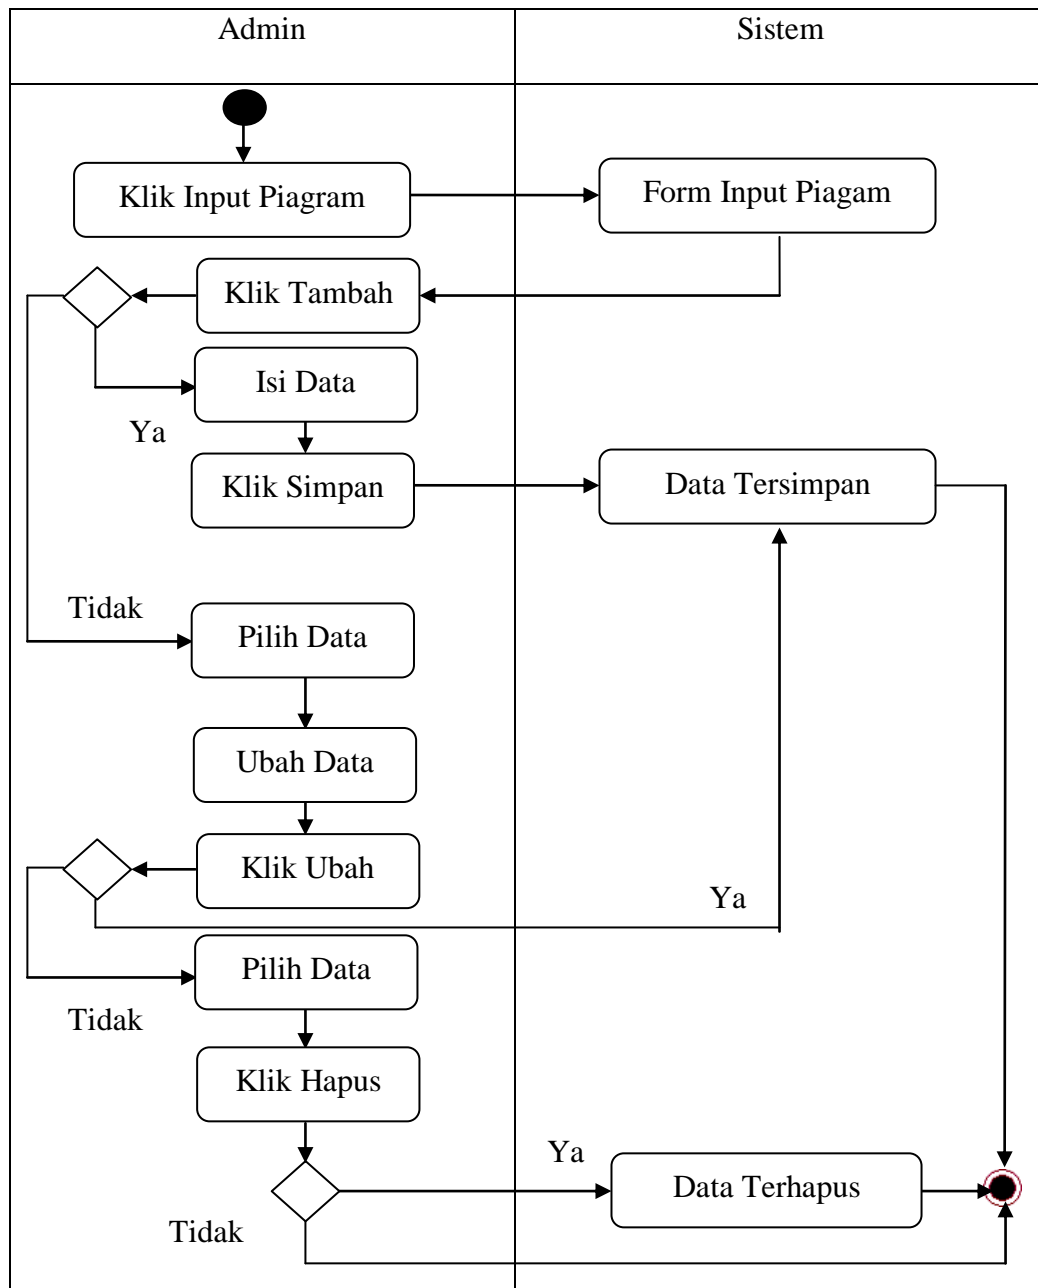 Admin
Sistem
Klik Input Piagram
Form Input Piagam
Klik Tambah
Isi Data
Ya
Klik Simpan
Data Tersimpan
Tidak
Pilih Data
Ubah Data
Klik Ubah
Ya
Pilih Data
Tidak
Klik Hapus
Ya
Data Terhapus
Tidak